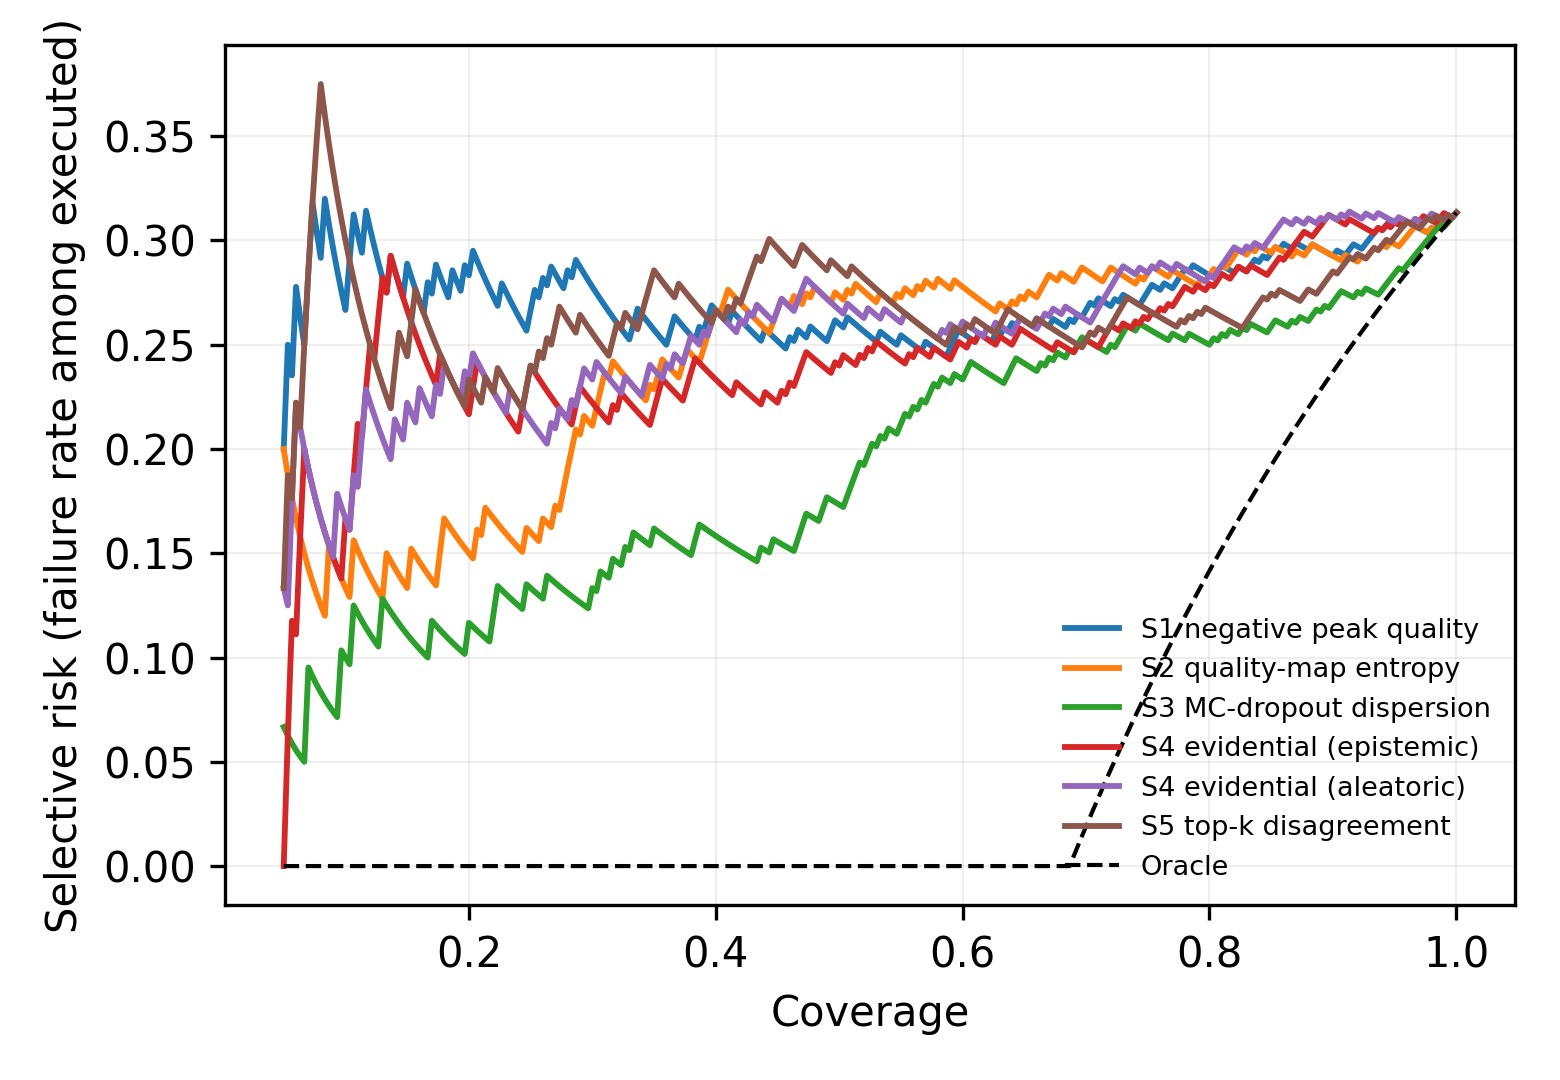 Selective risk (failure rate among executed)
0.35
0.30
0.25
0.20
0.15
0.10
0.05
0.00
S1 negative peak quality
S2 quality-map entropy
S3 MC-dropout dispersion
S4 evidential (epistemic)
S4 evidential (aleatoric)
S5 top-k disagreement
Oracle
0.2 0.4 0.6 0.8 1.0
Coverage